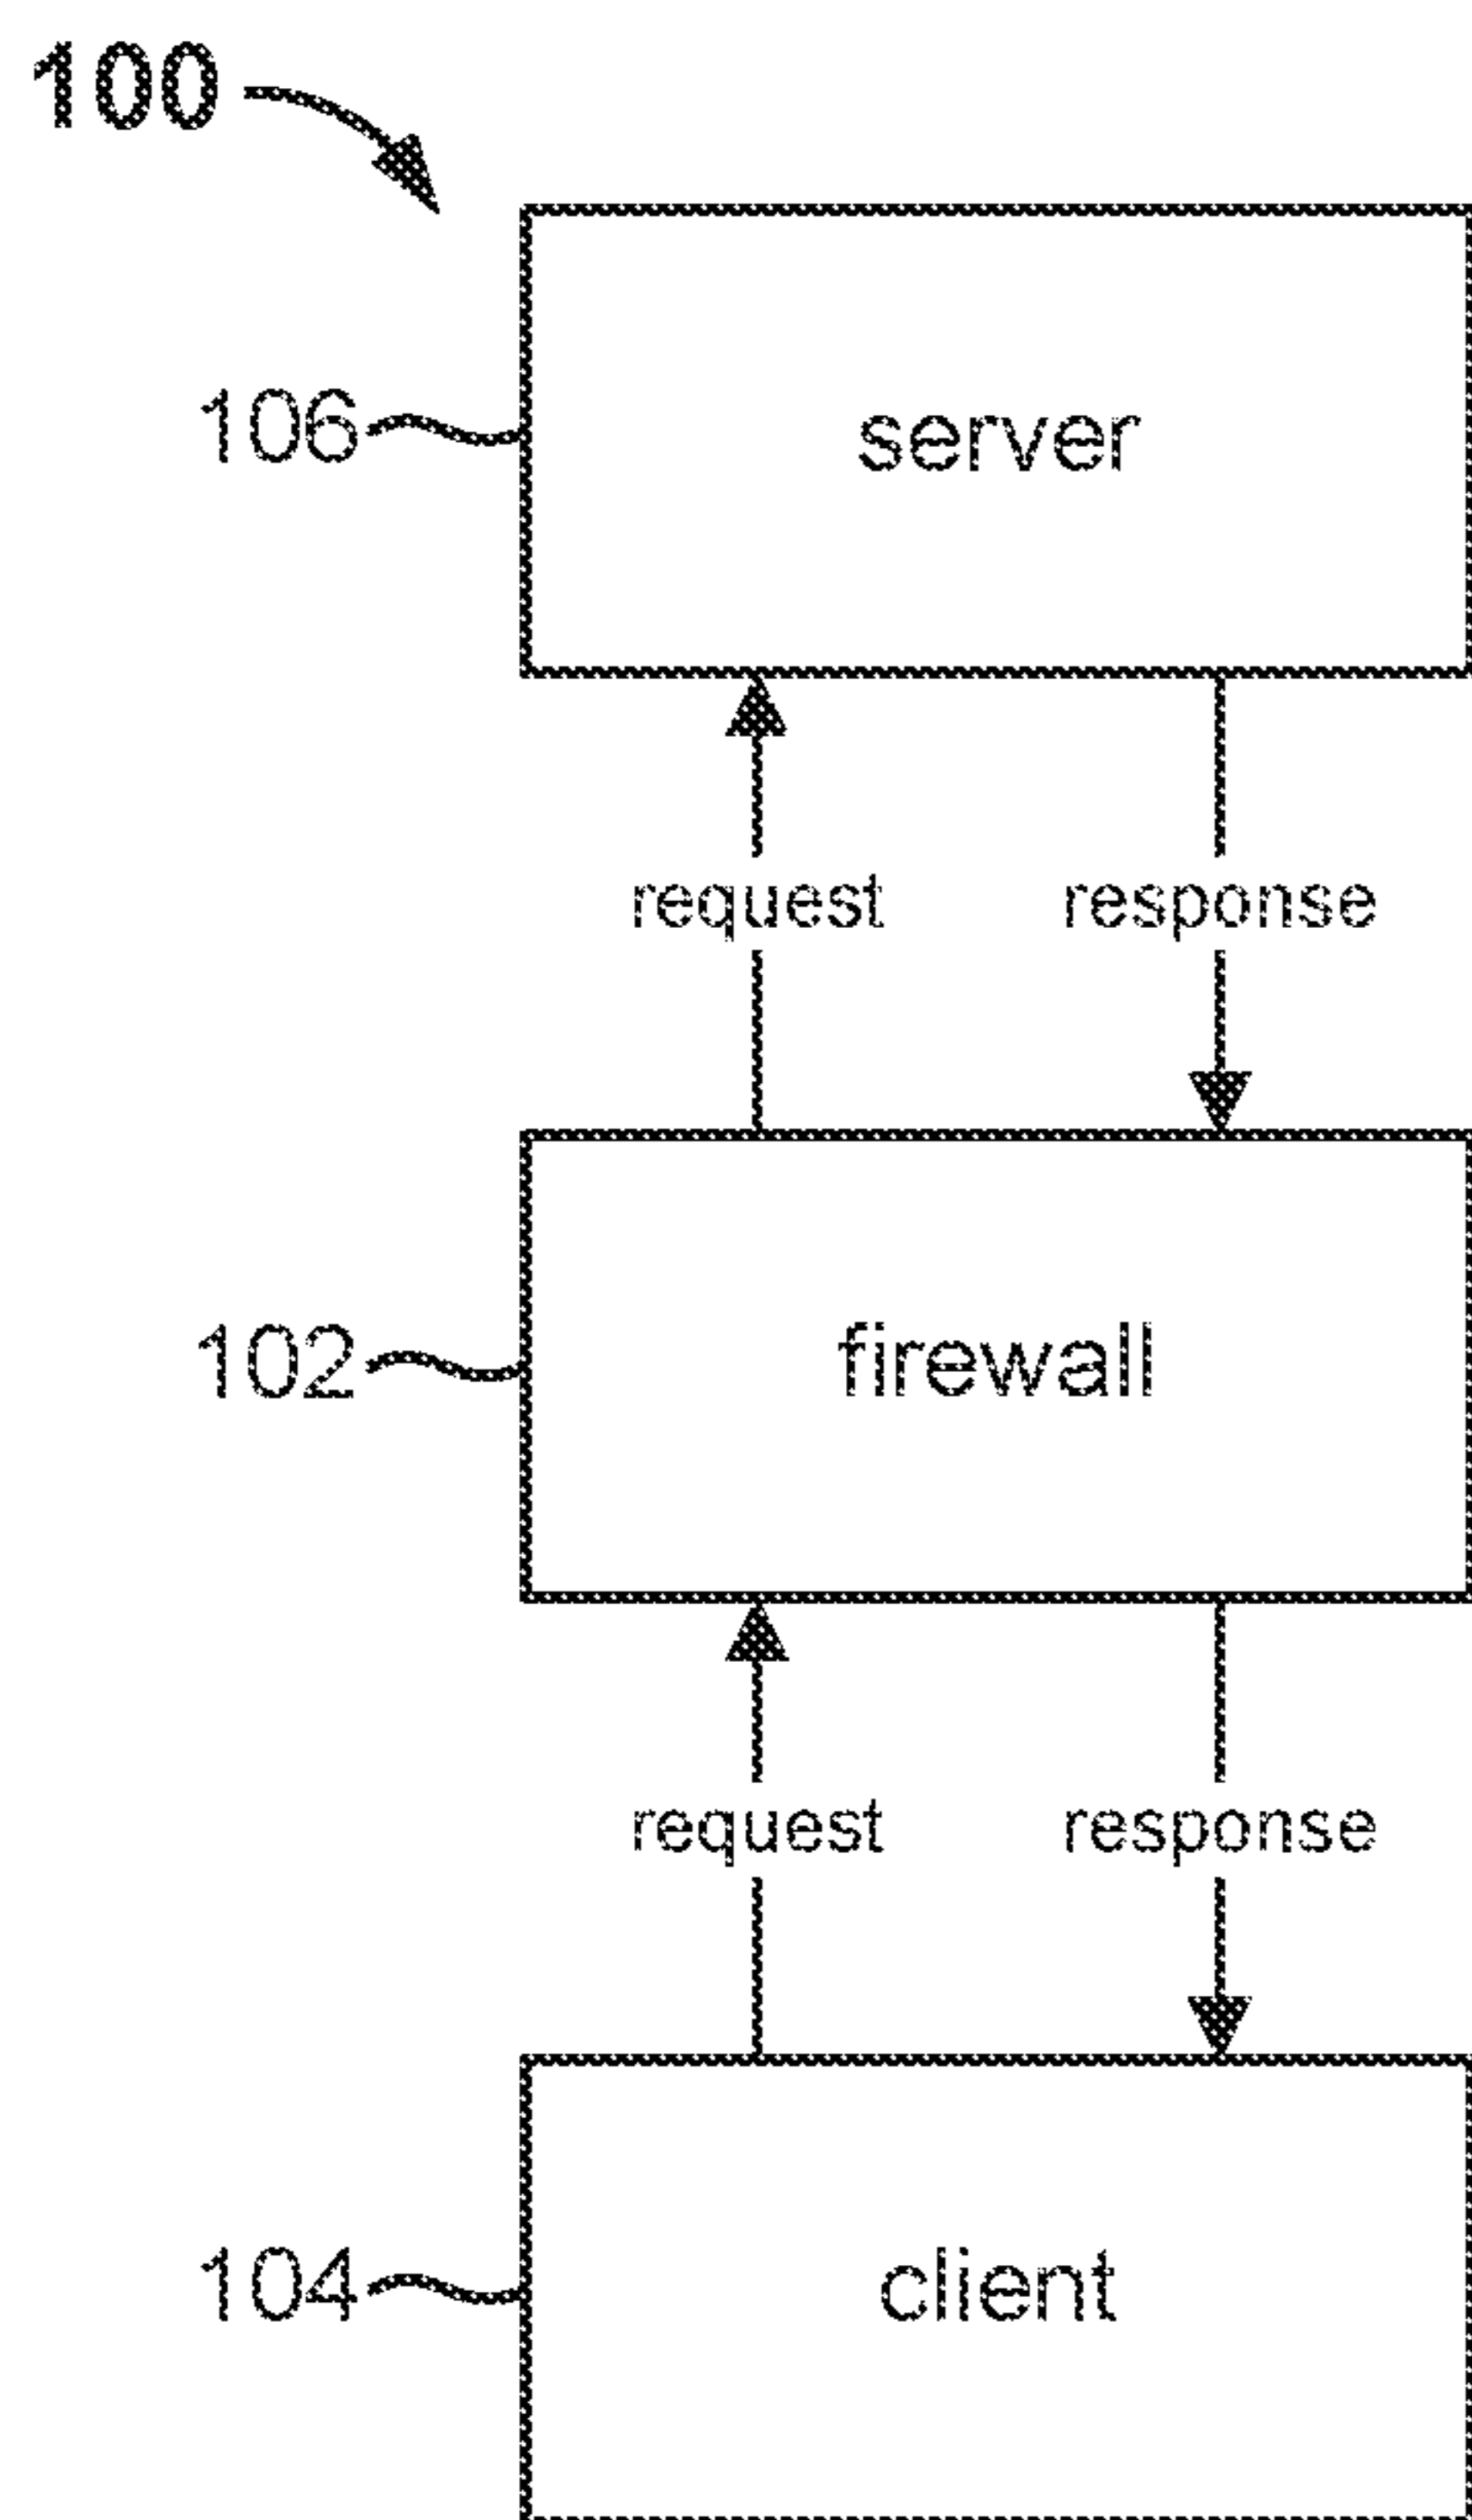 100
106
server
request response
102
firewall
request response
104
client